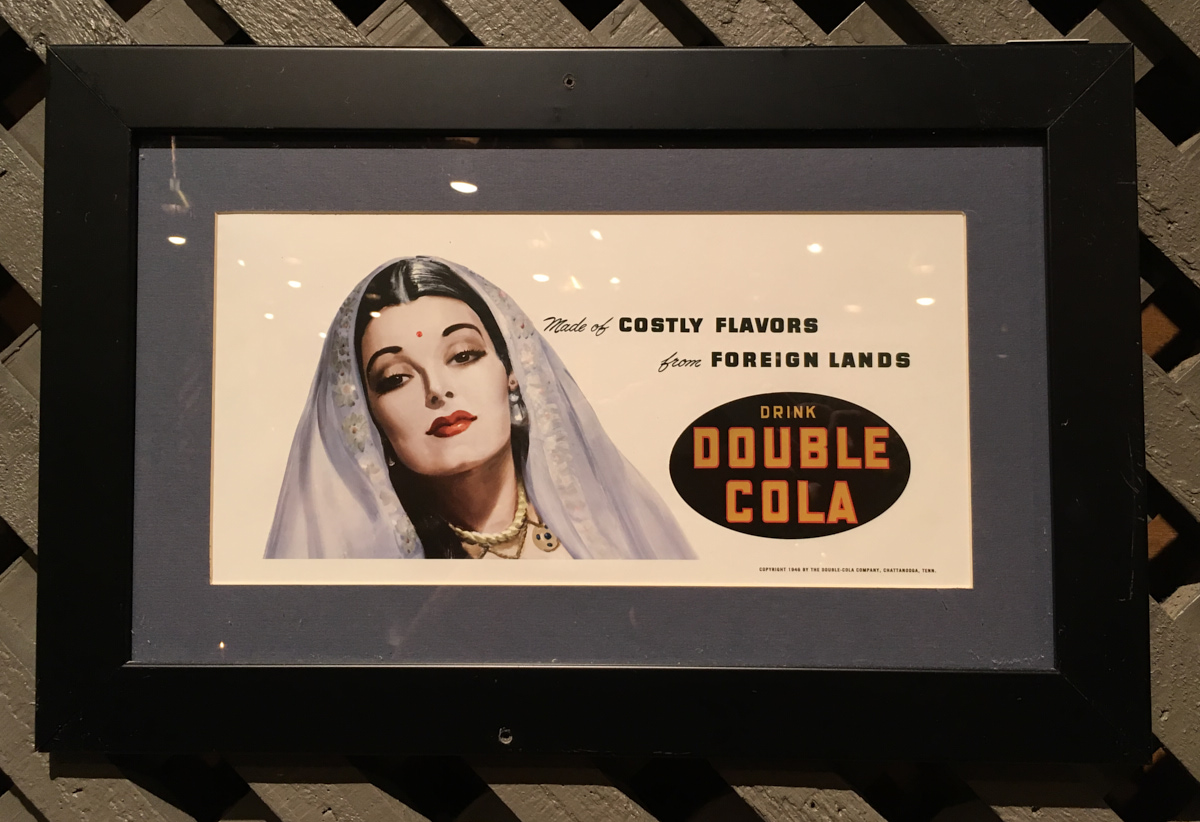 Made of COSTLY FLAVORS
from FOREIGN LANDS
DRINK
DOUBLE
COLA
COPYRIGHT 1946 BY THE DOUBLE-COLA COMPANY, CHATTANOOGA, TENN.